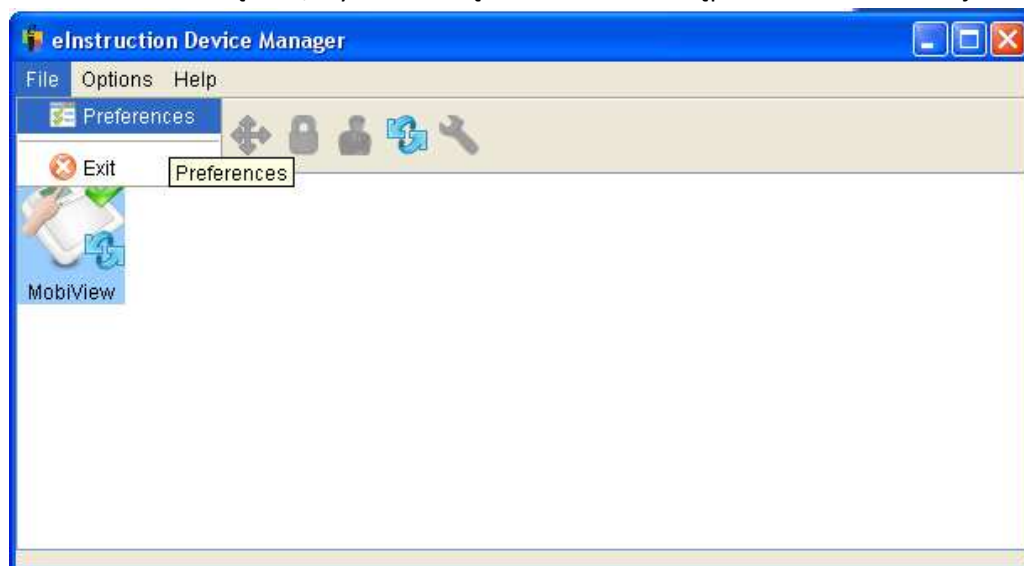 eInstruction Device Manager
File Options Help
Preferences
Exit
Preferences
MobiView